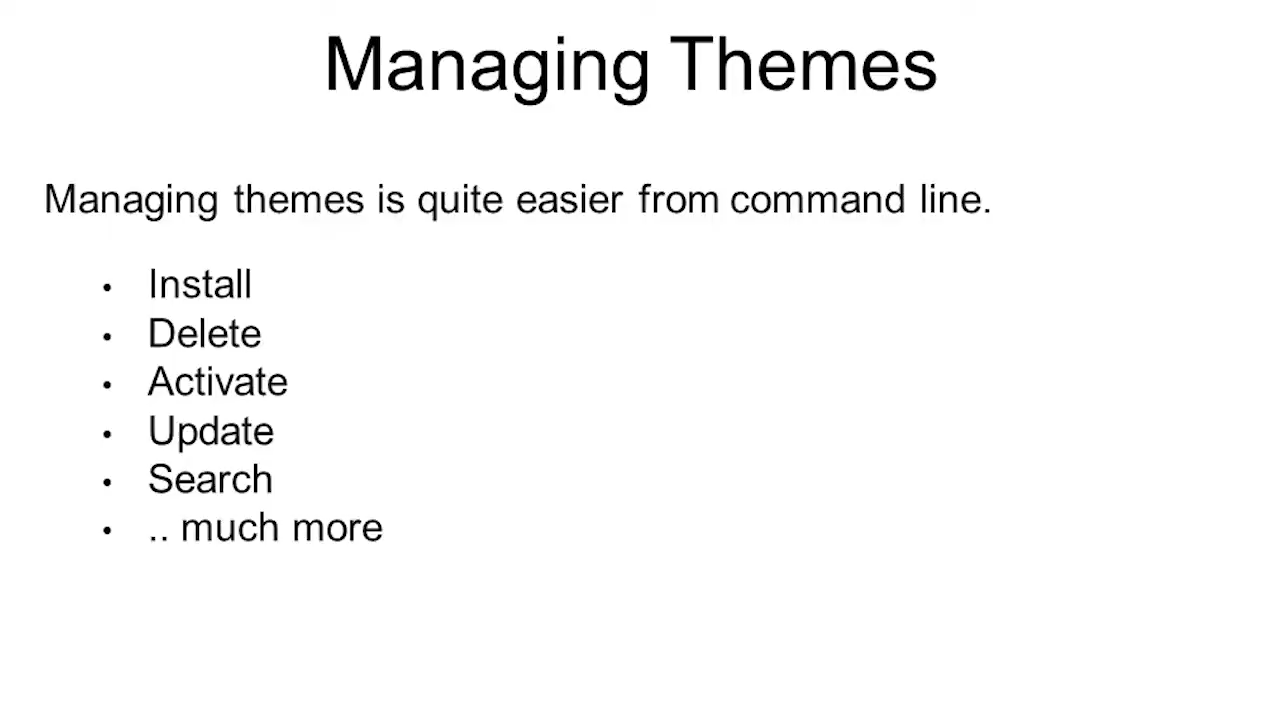 Managing Themes
Managing themes is quite easier from command line.
• Install
• Delete
• Activate
• Update
• Search
• .. much more